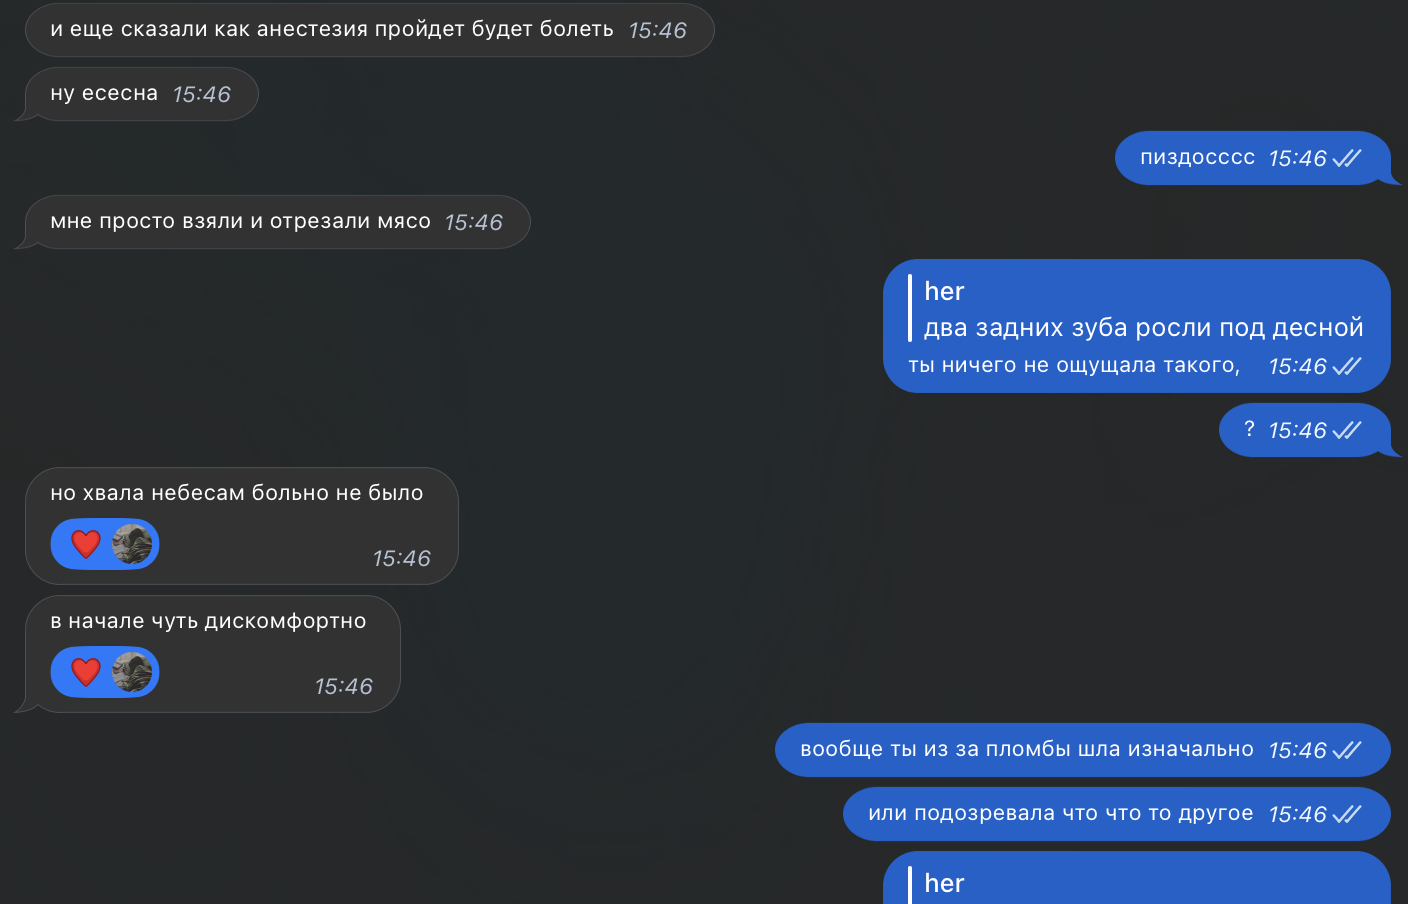 и еще сказали как анестезия пройдет будет болеть 15:46
ну есесна 15:46
пиздосссс 15:46
мне просто взяли и отрезали мясо 15:46
her
два задних зуба росли под десной
ты ничего не ощущала такого, 15:46
? 15:46
но хвала небесам больно не было
15:46
в начале чуть дискомфортно
15:46
вообще ты из за пломбы шла изначально 15:46
или подозревала что что то другое 15:46
her